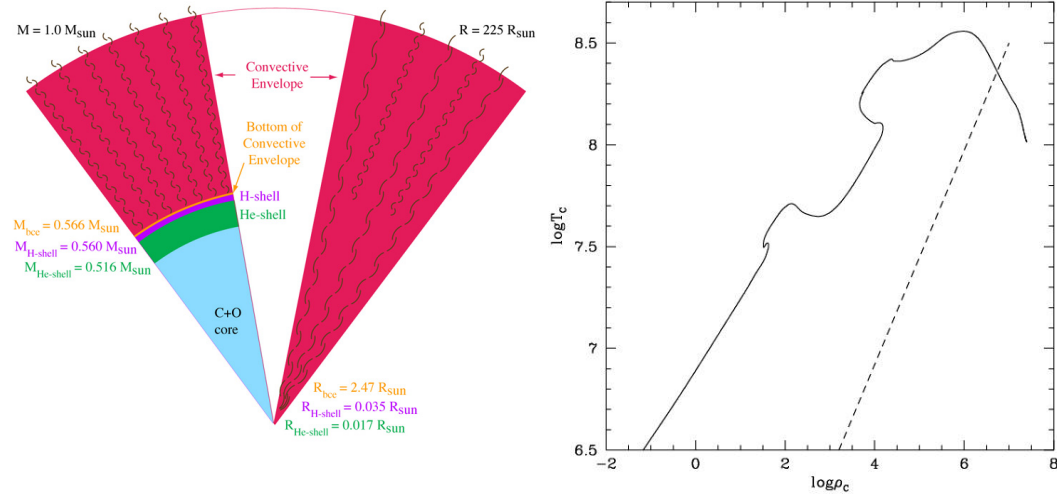 M = 1.0 Msun
R = 225 Rsun
Convective
Envelope
Bottom of
Convective
Envelope
H-shell
He-shell
Mbce = 0.566 Msun
MH-shell = 0.560 Msun
MHe-shell = 0.516 Msun
C+O
core
Rbce = 2.47 Rsun
RH-shell = 0.035 Rsun
RHe-shell = 0.017 Rsun
8.5
8
7.5
7
6.5
logTc
−2
0
2
4
6
8
logρc